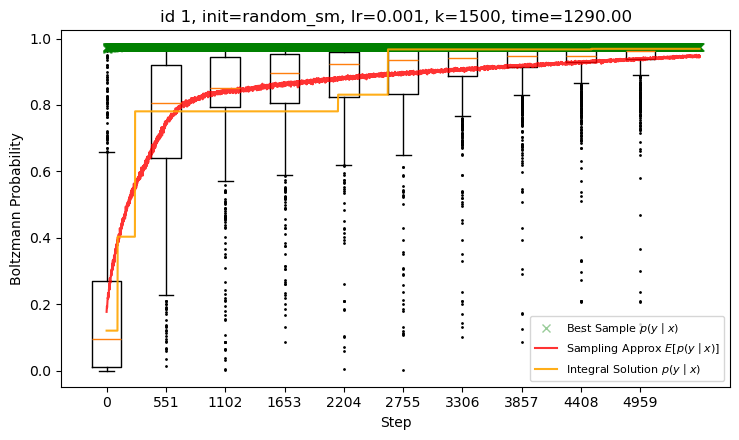 id 1, init=random_sm, lr=0.001, k=1500, time=1290.00
Boltzmann Probability
1.0
0.8
0.6
0.4
0.2
0.0
0 551 1102 1653 2204 2755 3306 3857 4408 4959
Step
Best Sample p(y | x)
Sampling Approx E[p(y | x)]
Integral Solution p(y | x)